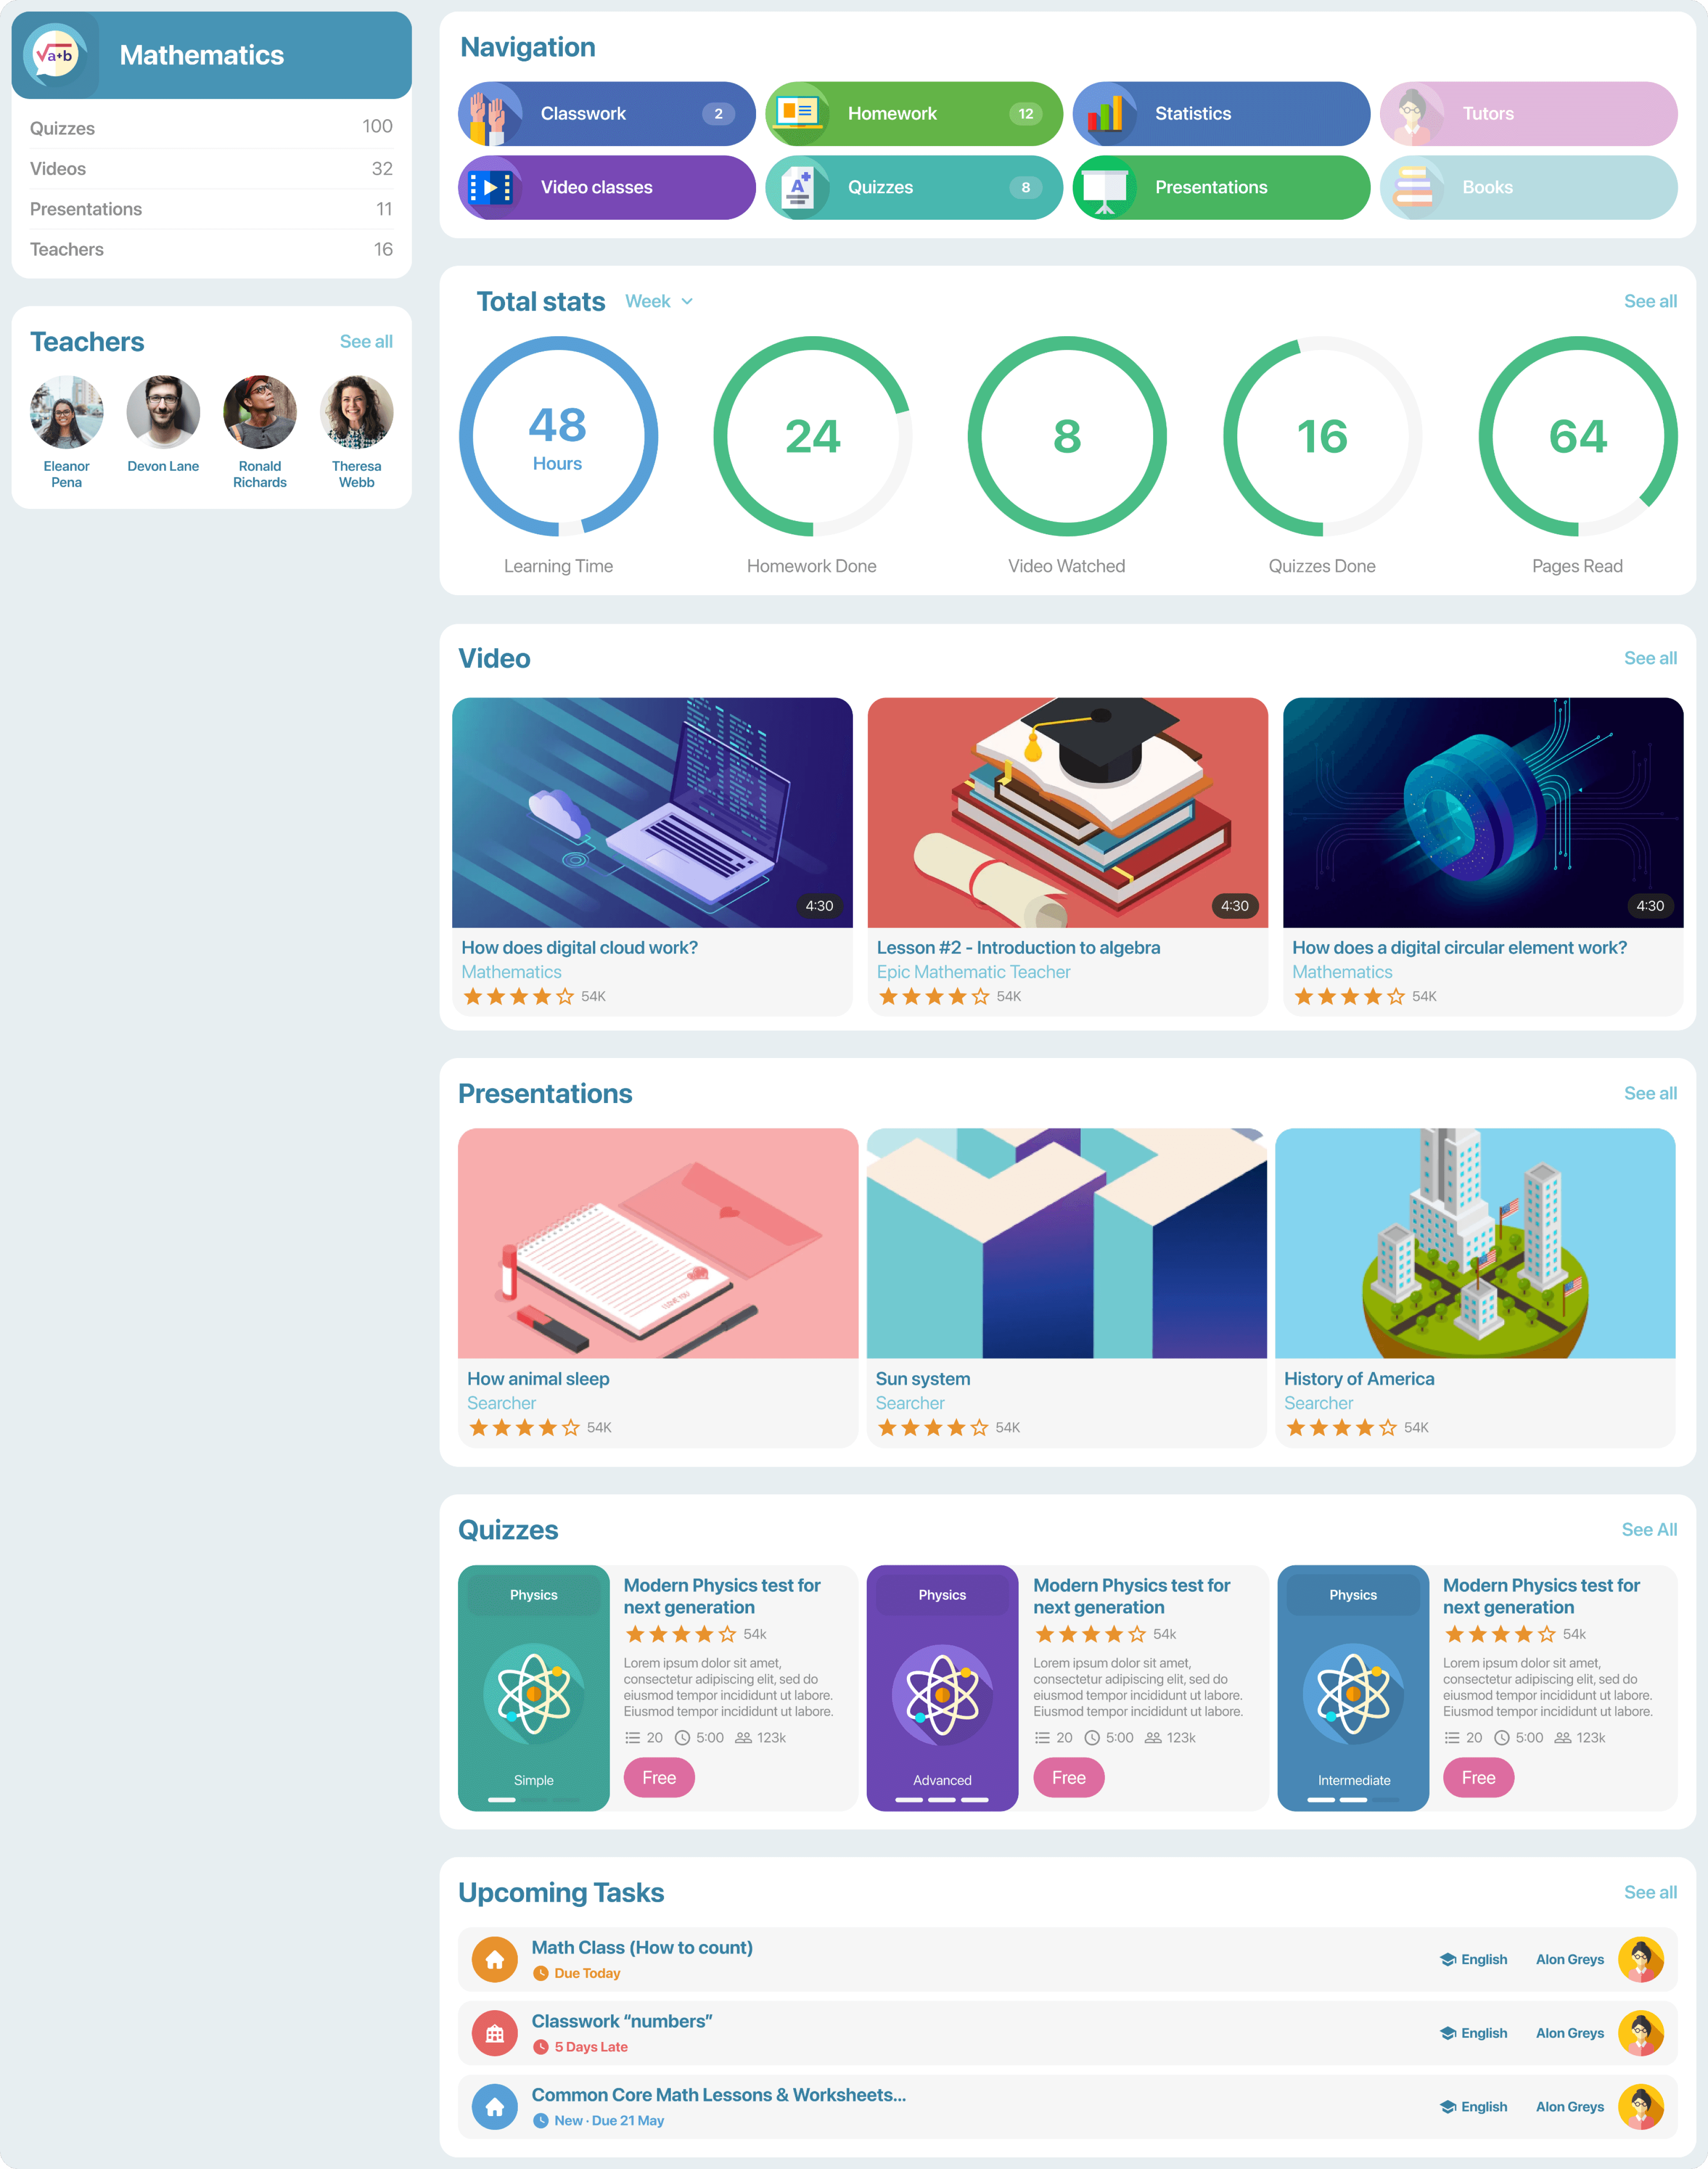 √a+b
Mathematics
Quizzes 100
Videos 32
Presentations 11
Teachers 16
Teachers See all
Eleanor Pena
Devon Lane
Ronald Richards
Theresa Webb
Navigation
Classwork 2
Homework 12
Statistics
Tutors
Video classes
A+
Quizzes 8
Presentations
Books
Total stats Week See all
48
Hours
Learning Time
24
Homework Done
8
Video Watched
16
Quizzes Done
64
Pages Read
Video See all
4:30
How does digital cloud work?
Mathematics
54K
4:30
Lesson #2 - Introduction to algebra
Epic Mathematic Teacher
54K
4:30
How does a digital circular element work?
Mathematics
54K
Presentations See all
I LOVE YOU
How animal sleep
Searcher
54K
Sun system
Searcher
54K
History of America
Searcher
54K
Quizzes See All
Physics
Simple
Modern Physics test for
next generation
54k
Lorem ipsum dolor sit amet,
consectetur adipiscing elit, sed do
eiusmod tempor incididunt ut labore.
Eiusmod tempor incididunt ut labore.
20 5:00 123k
Free
Physics
Advanced
Modern Physics test for
next generation
54k
Lorem ipsum dolor sit amet,
consectetur adipiscing elit, sed do
eiusmod tempor incididunt ut labore.
Eiusmod tempor incididunt ut labore.
20 5:00 123k
Free
Physics
Intermediate
Modern Physics test for
next generation
54k
Lorem ipsum dolor sit amet,
consectetur adipiscing elit, sed do
eiusmod tempor incididunt ut labore.
Eiusmod tempor incididunt ut labore.
20 5:00 123k
Free
Upcoming Tasks See all
Math Class (How to count)
Due Today
English Alon Greys
Classwork “numbers”
5 Days Late
English Alon Greys
Common Core Math Lessons & Worksheets...
New · Due 21 May
English Alon Greys